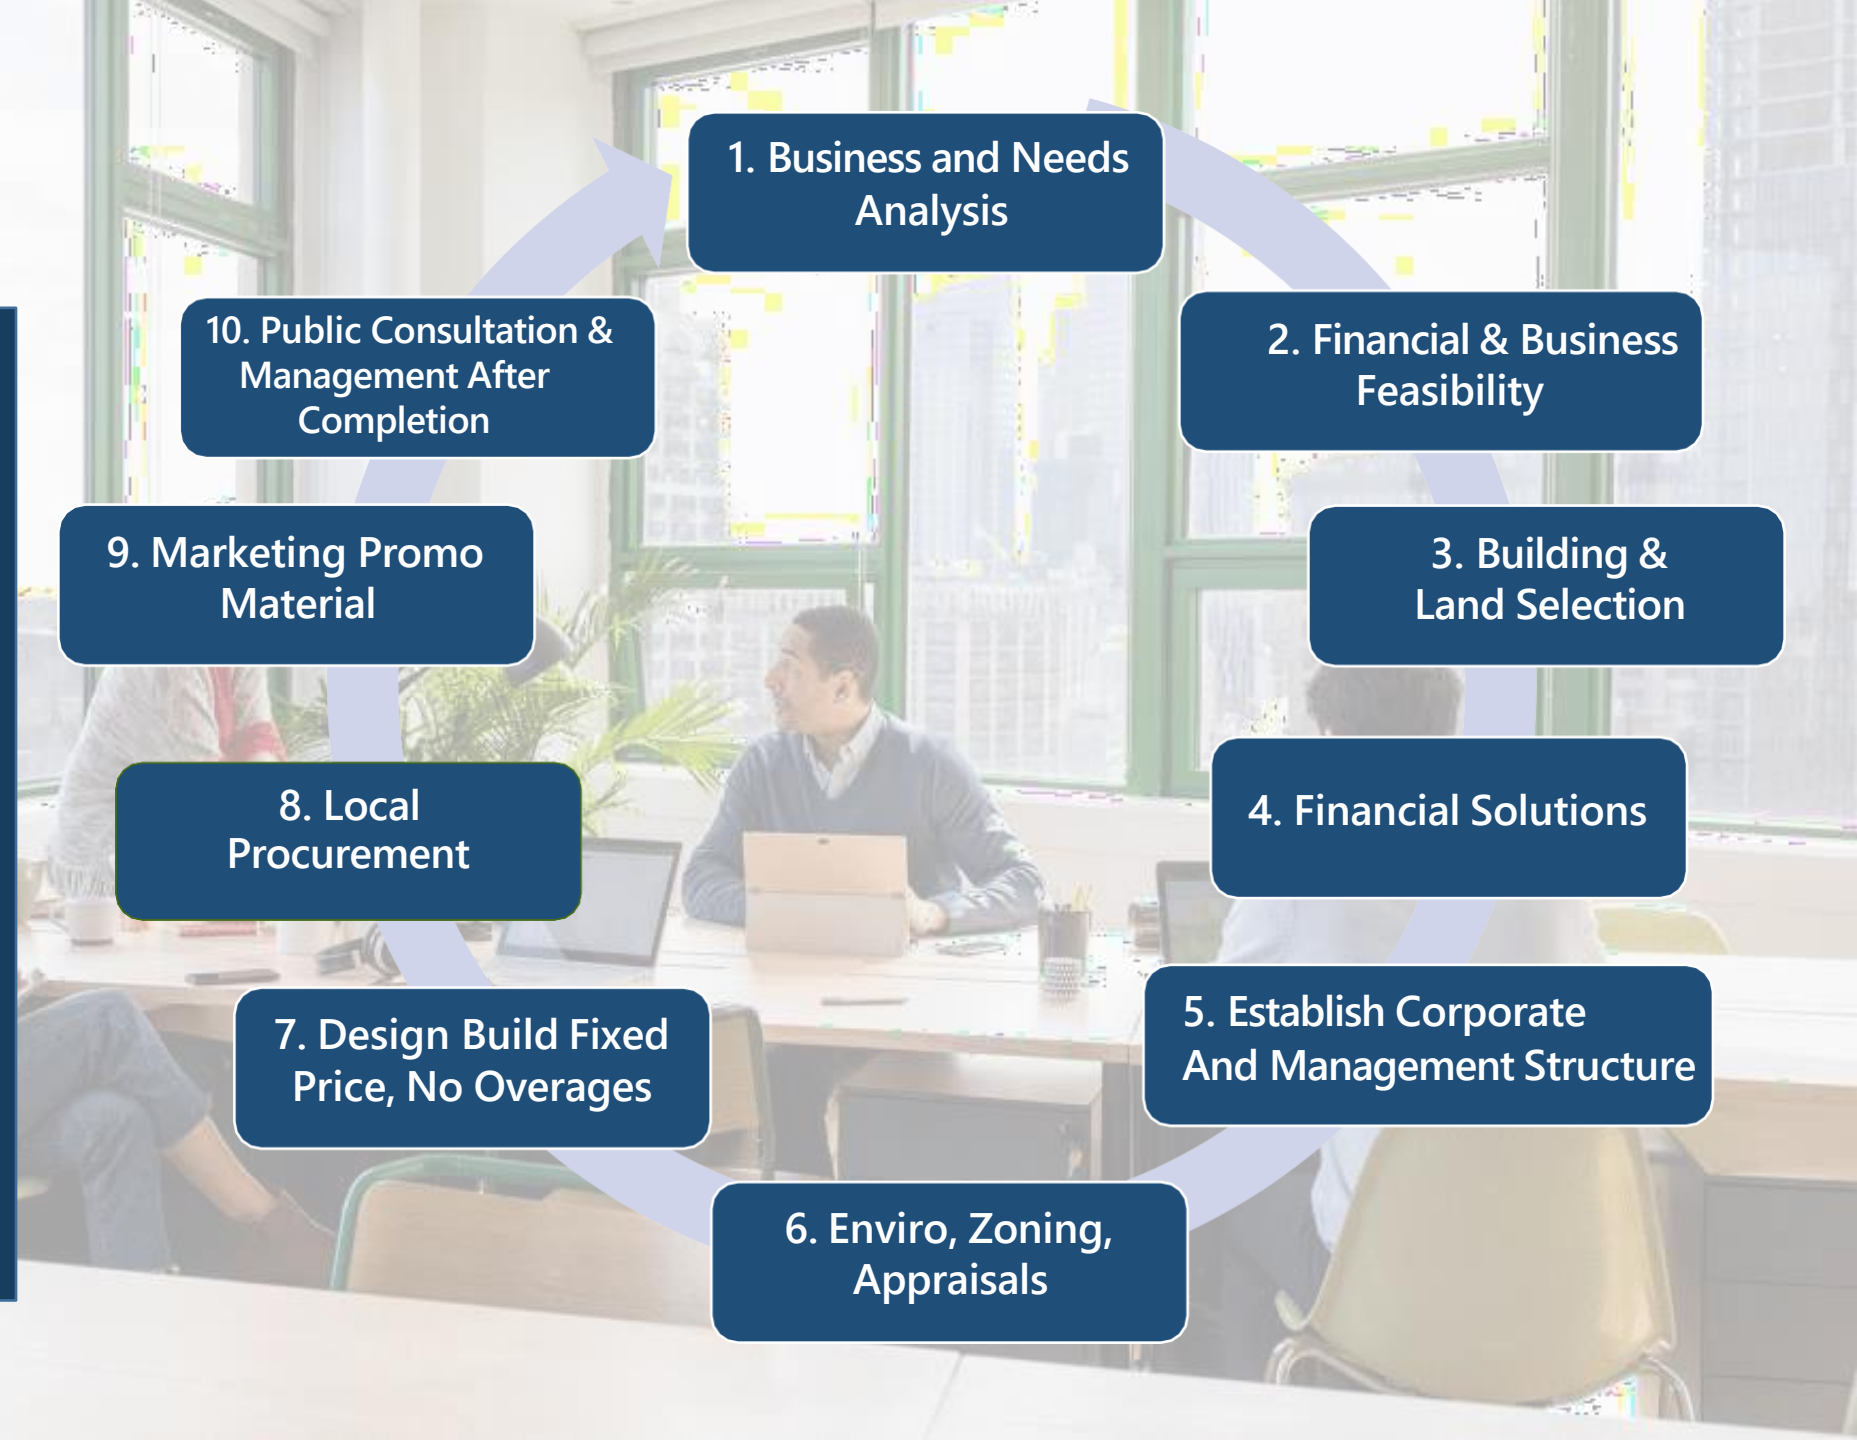 1. Business and Needs
Analysis
2. Financial & Business
Feasibility
3. Building &
Land Selection
4. Financial Solutions
5. Establish Corporate
And Management Structure
6. Enviro, Zoning,
Appraisals
7. Design Build Fixed
Price, No Overages
8. Local
Procurement
9. Marketing Promo
Material
10. Public Consultation &
Management After
Completion